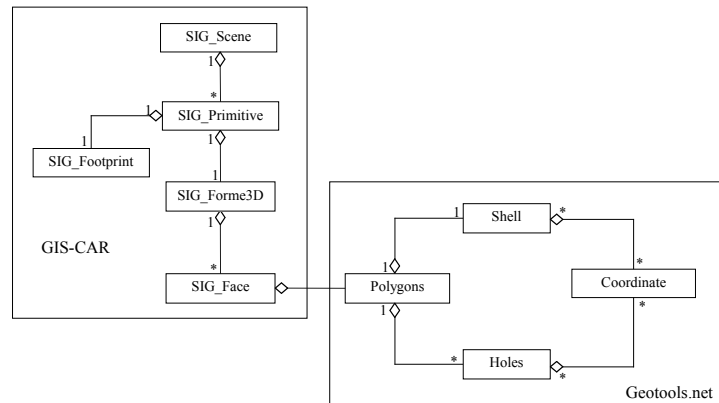 SIG_Scene
1
*
1
SIG_Primitive
1
1
SIG_Footprint
1
SIG_Forme3D
1
GIS-CAR
*
SIG_Face
1
Shell
*
1
*
Polygons
Coordinate
1
*
*
Holes
*
Geotools.net